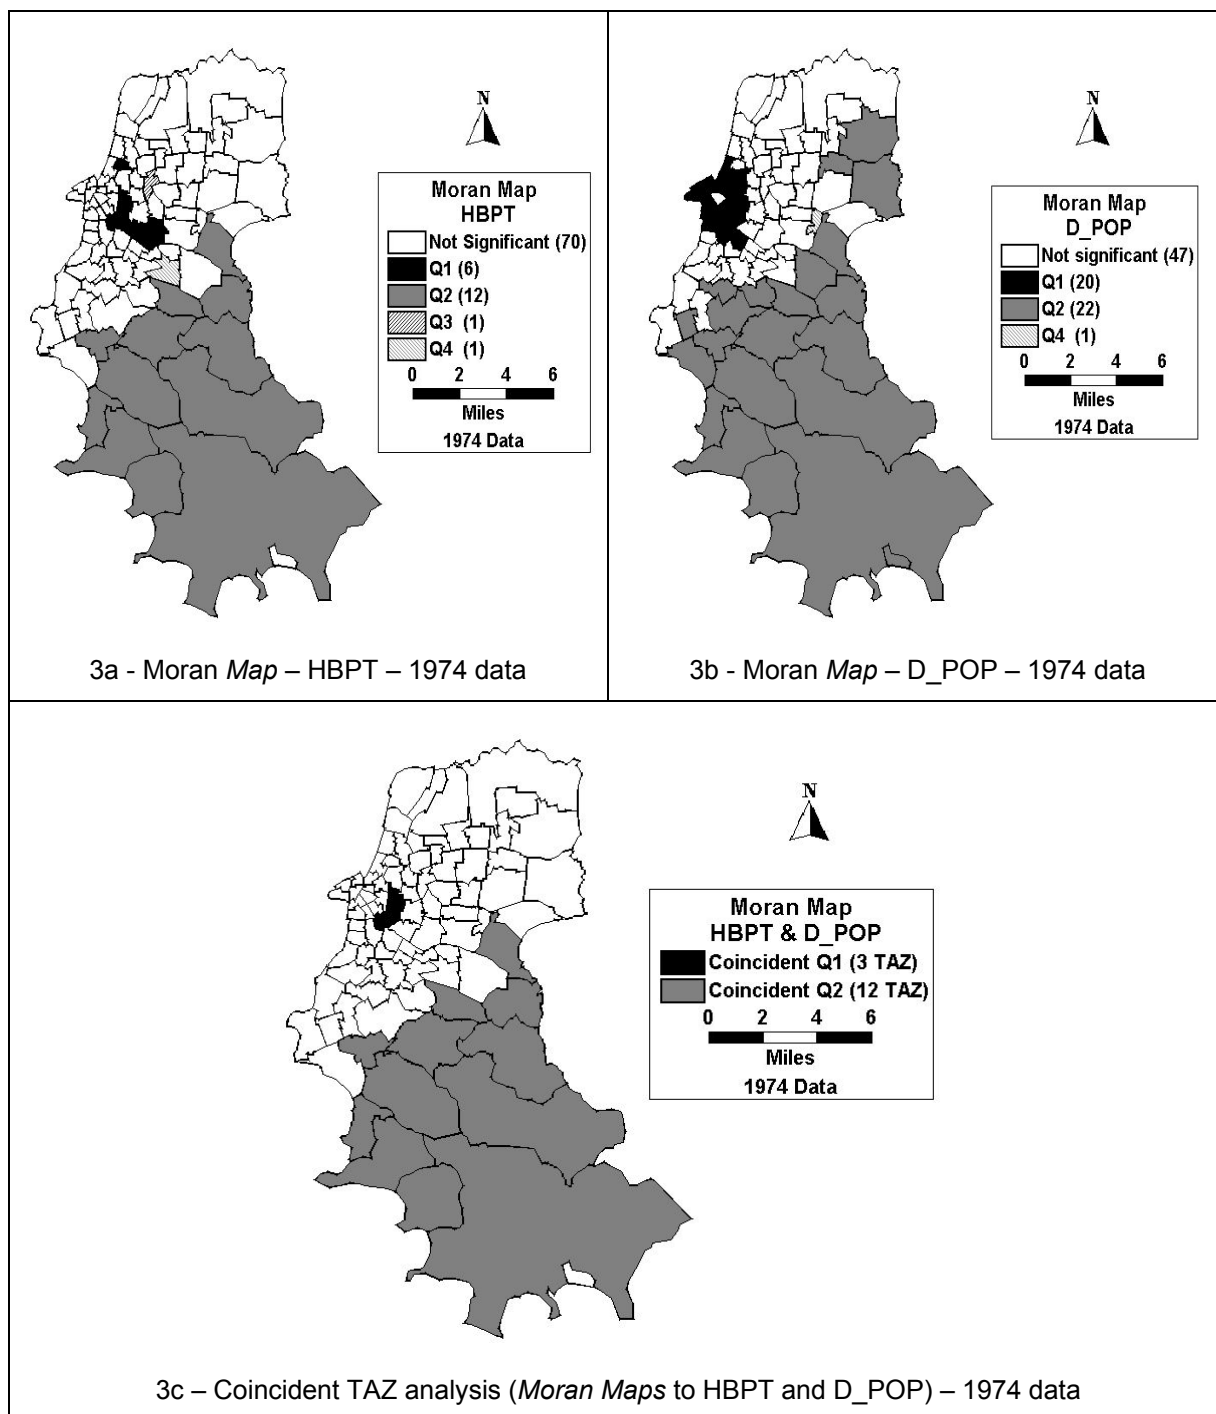 N
Moran Map
HBPT
Not Significant (70)
Q1 (6)
Q2 (12)
Q3 (1)
Q4 (1)
0 2 4 6
Miles
1974 Data
3a - Moran Map – HBPT – 1974 data
N
Moran Map
D_POP
Not significant (47)
Q1 (20)
Q2 (22)
Q4 (1)
0 2 4 6
Miles
1974 Data
3b - Moran Map – D_POP – 1974 data
N
Moran Map
HBPT & D_POP
Coincident Q1 (3 TAZ)
Coincident Q2 (12 TAZ)
0 2 4 6
Miles
1974 Data
3c – Coincident TAZ analysis (Moran Maps to HBPT and D_POP) – 1974 data